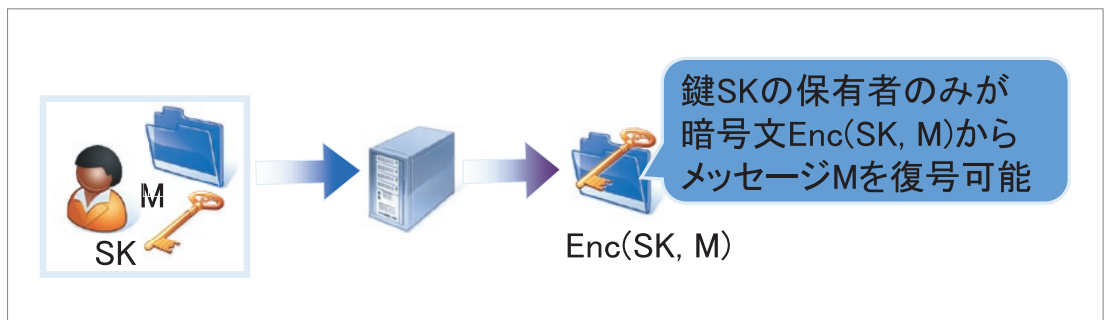 M
SK
鍵SKの保有者のみが
暗号文Enc(SK, M)から
メッセージMを復号可能
Enc(SK, M)